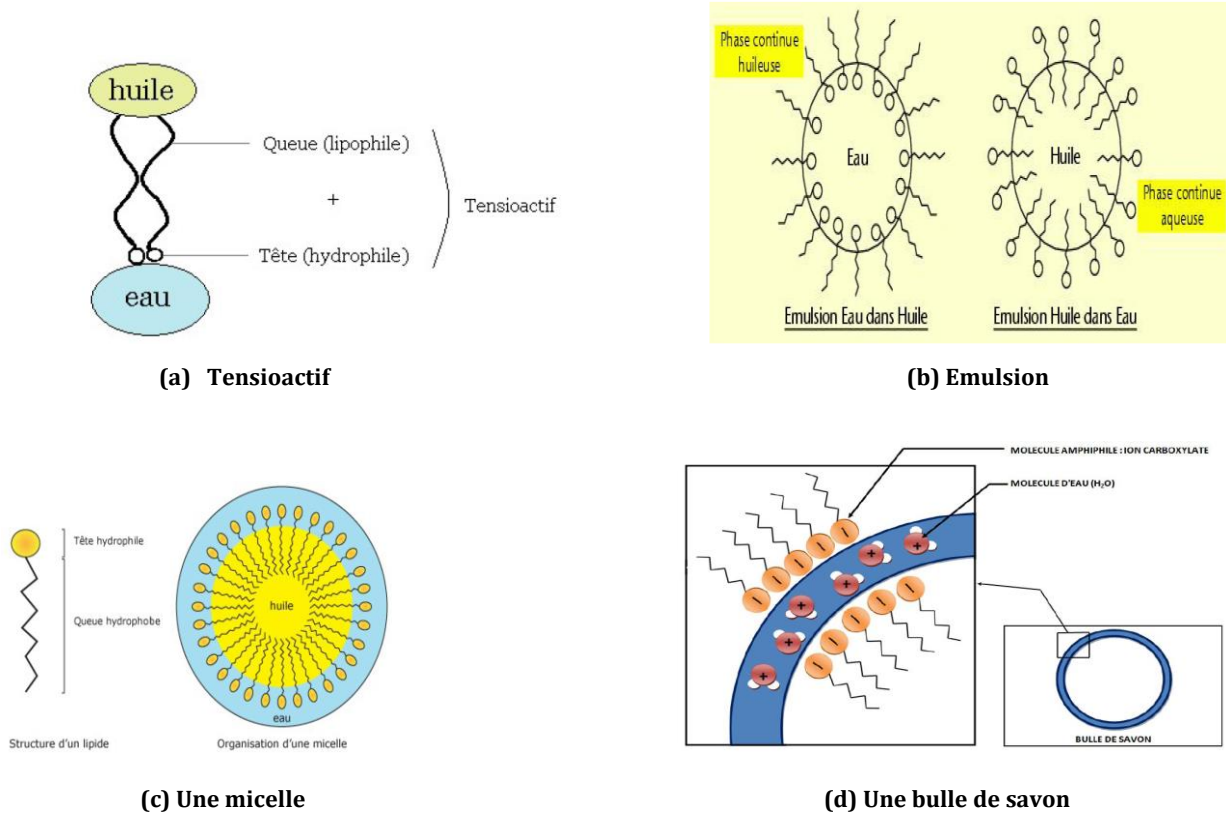 huile
Queue (lipophile)
+
Tensioactif
Tête (hydrophile)
eau
(a) Tensioactif
Phase continue
huileuse
Eau
Huile
Phase continue
aqueuse
Emulsion Eau dans Huile
Emulsion Huile dans Eau
(b) Emulsion
Tête hydrophile
Queue hydrophobe
huile
eau
Structure d'un lipide
Organisation d'une micelle
(c) Une micelle
MOLECULE AMPHIPHILE : ION CARBOXYLATE
MOLECULE D'EAU (H₂O)
BULLE DE SAVON
(d) Une bulle de savon